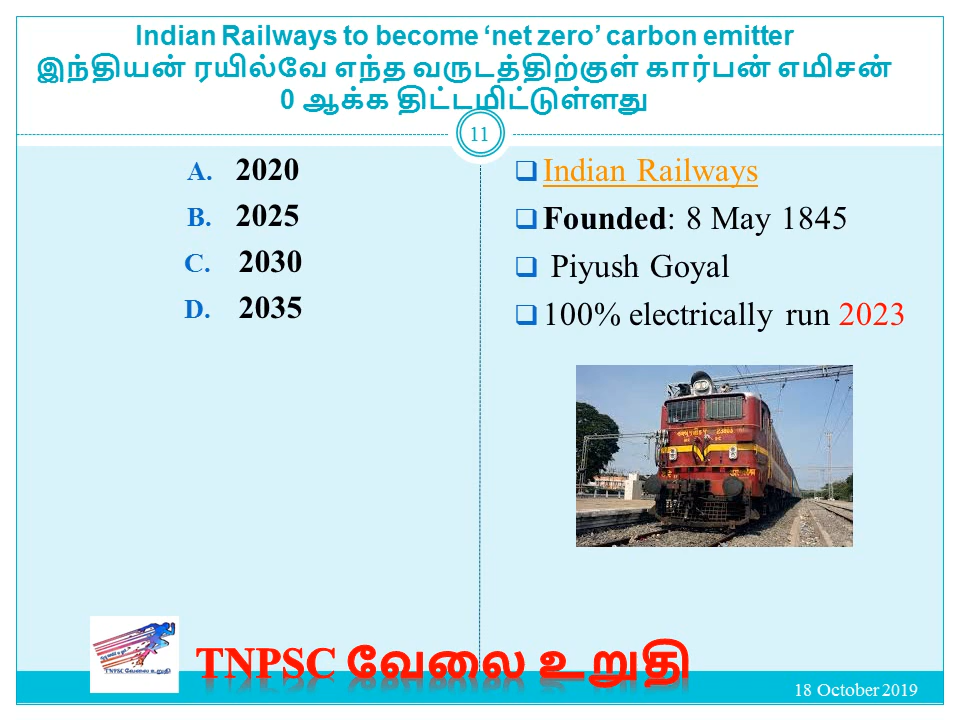 Indian Railways to become ‘net zero’ carbon emitter
இந்தியன் ரயில்வே எந்த வருடத்திற்குள் கார்பன் எமிசன்
0 ஆக்க திட்டமிட்டுள்ளது
11
A. 2020
B. 2025
C. 2030
D. 2035
Indian Railways
Founded: 8 May 1845
Piyush Goyal
100% electrically run 2023
TNPSC வேலை உறுதி
TNPSC வேலை உறுதி
18 October 2019